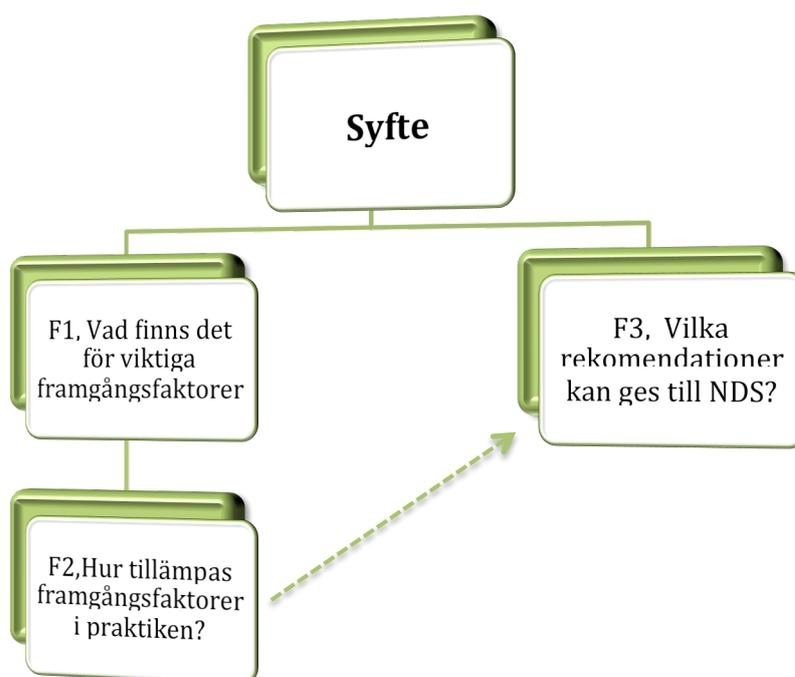 Syfte
F1, Vad finns det
för viktiga
framgångsfaktorer
F3, Vilka
rekomendationer
kan ges till NDS?
F2,Hur tillämpas
framgångsfaktorer
i praktiken?